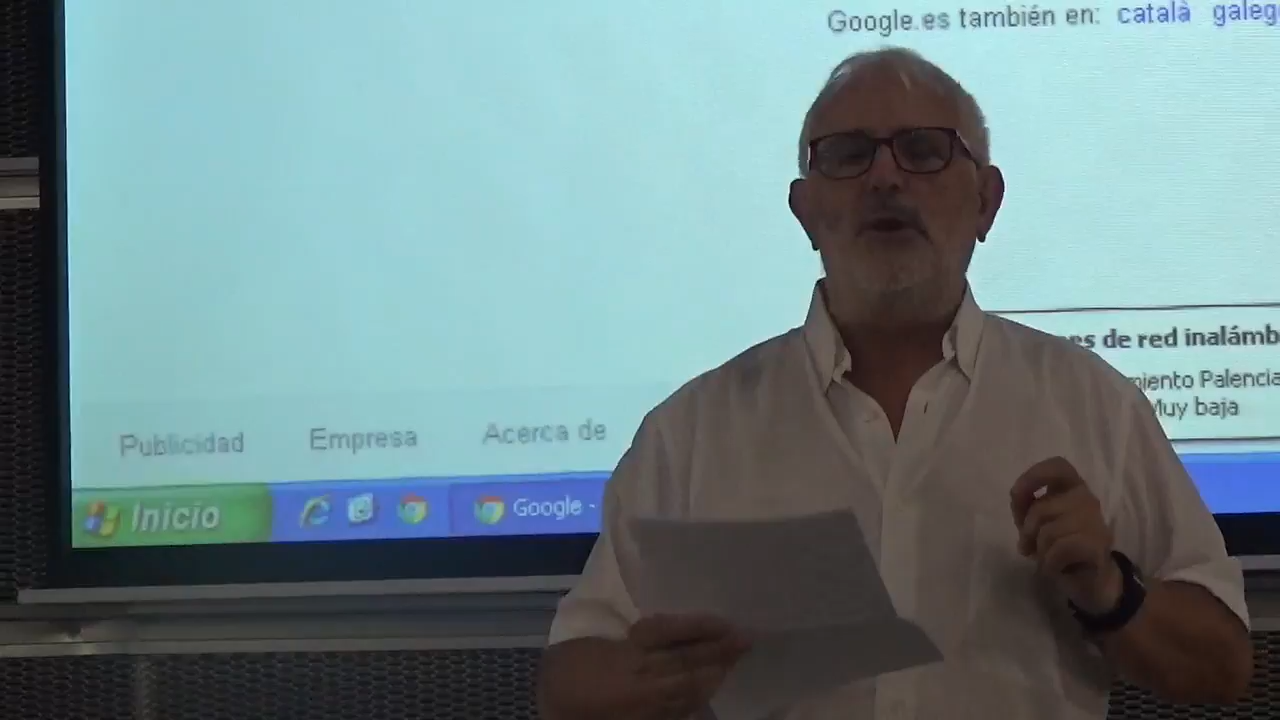 Google.es también en: català
es de red inalámb
miento Palencia
Muy baja
Publicidad Empresa Acerca de
Inicio Google -